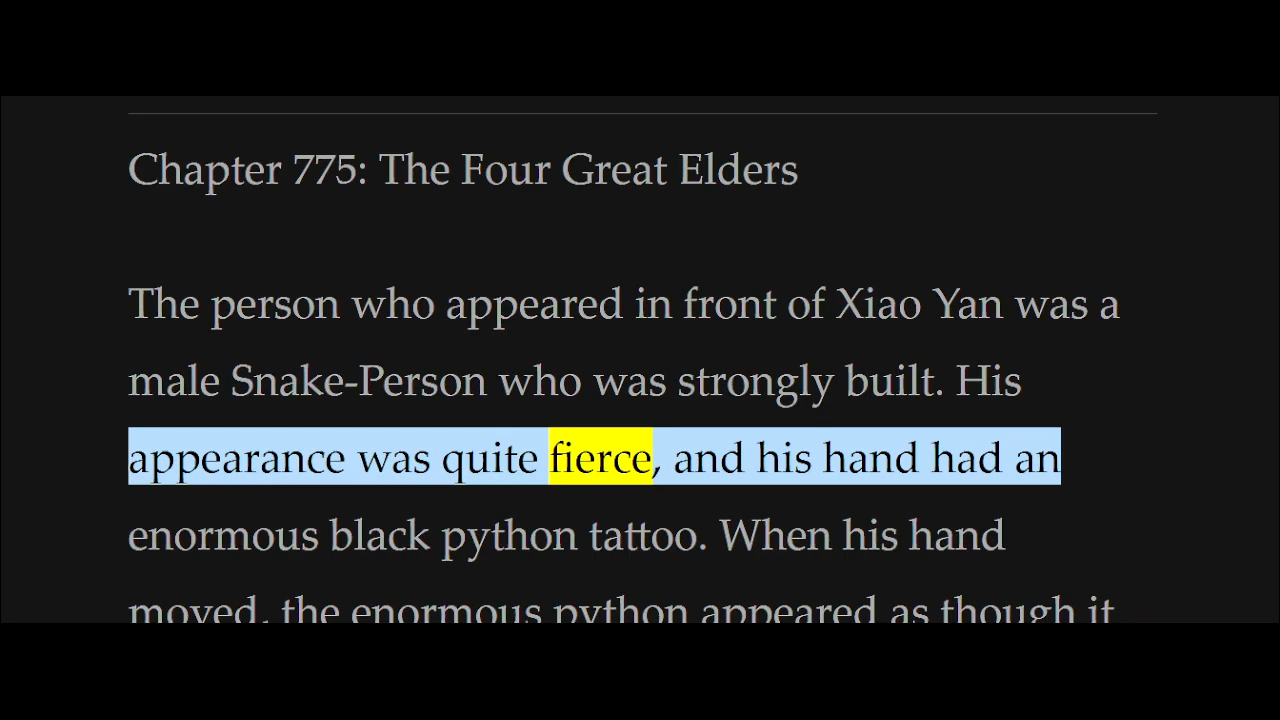 Chapter 775: The Four Great Elders
The person who appeared in front of Xiao Yan was a
male Snake-Person who was strongly built. His
appearance was quite fierce, and his hand had an
enormous black python tattoo. When his hand
moved, the enormous python appeared as though it